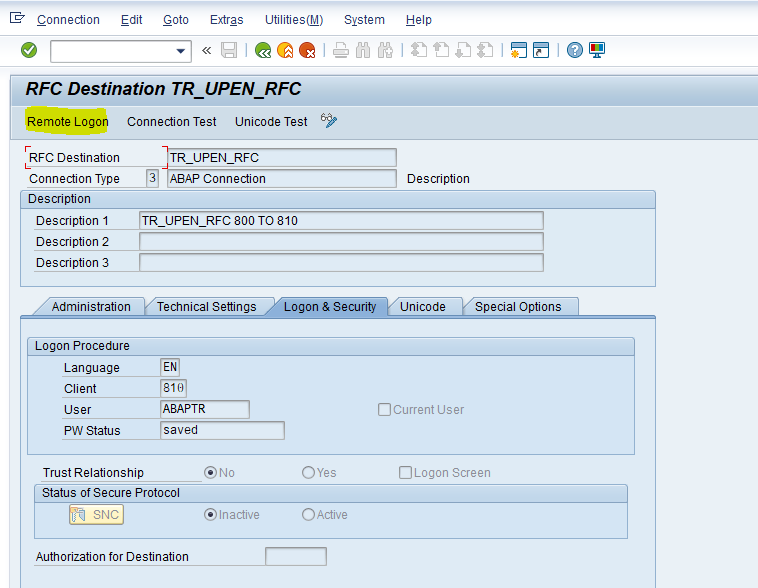 Connection Edit Goto Extras Utilities(M) System Help
RFC Destination TR_UPEN_RFC
Remote Logon Connection Test Unicode Test
RFC Destination TR_UPEN_RFC
Connection Type 3 ABAP Connection Description
Description
Description 1 TR_UPEN_RFC 800 TO 810
Description 2
Description 3
Administration Technical Settings Logon & Security Unicode Special Options
Logon Procedure
Language EN
Client 810
User ABAPTR Current User
PW Status saved
Trust Relationship No Yes Logon Screen
Status of Secure Protocol
SNC Inactive Active
Authorization for Destination